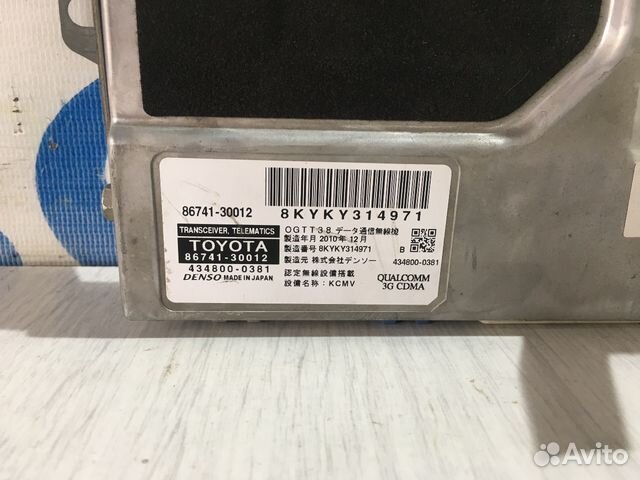 86741-30012
8KYKY314971
TRANSCEIVER, TELEMATICS
TOYOTA
86741-30012
434800-0381
DENSO MADE IN JAPAN
OGTT38 データ通信無線機
製造年月 2010年 12月
製造番号 8KYKY314971
B
製造元 株式会社デンソー
434800-0381
認定無線設備搭載
設備名称：KCMV
QUALCOMM
3G CDMA
Avito